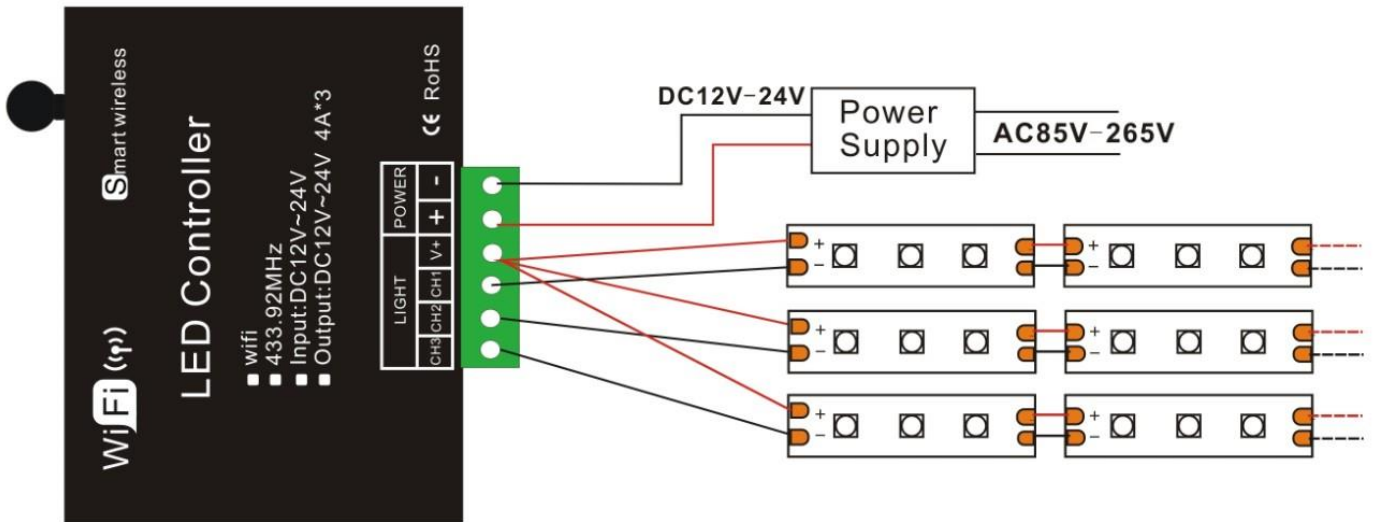 WiFi
Smart wireless
LED Controller
wifi
433.92MHz
Input:DC12V~24V
Output:DC12V~24V 4A*3
CE RoHS
POWER
- +
LIGHT
V+ CH1 CH2 CH3
DC12V-24V
Power
Supply
AC85V-265V
+ +
- -
+ +
- -
+ +
- -